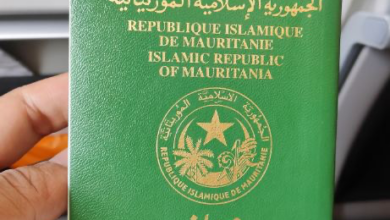 الجمهورية الإسلامية الموريتانية
REPUBLIQUE ISLAMIQUE
DE MAURITANIE
ISLAMIC REPUBLIC
OF MAURITANIA
الجمهورية الإسلامية الموريتانية
REPUBLIQUE ISLAMIQUE DE MAURITANIE